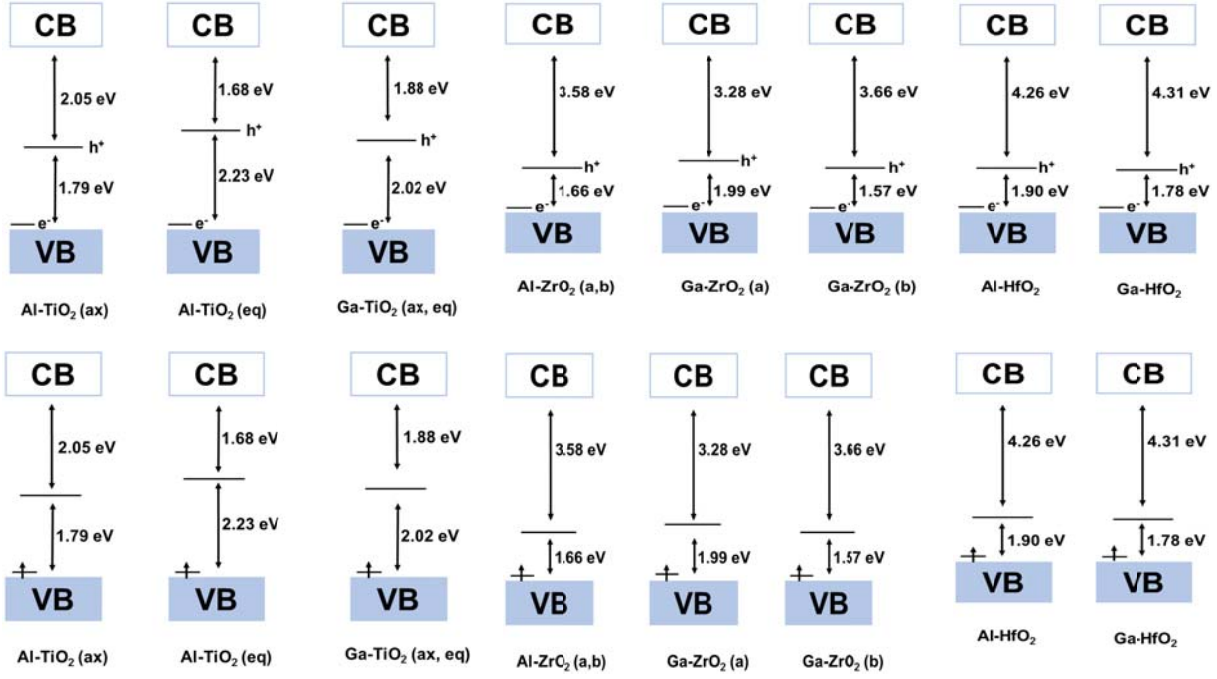 CB CB CB CB CB CB CB CB
2.05 eV 1.68 eV 1.88 eV 3.58 eV 3.28 eV 3.66 eV 4.26 eV 4.31 eV
h⁺ h⁺ h⁺ h⁺ h⁺ h⁺ h⁺ h⁺
1.79 eV 2.23 eV 2.02 eV 1.66 eV 1.99 eV 1.57 eV 1.90 eV 1.78 eV
e⁻ e⁻ e⁻ e⁻ e⁻ e⁻ e⁻ e⁻
VB VB VB VB VB VB VB VB
Al-TiO₂ (ax) Al-TiO₂ (eq) Ga-TiO₂ (ax, eq) Al-ZrO₂ (a,b) Ga-ZrO₂ (a) Ga-ZrO₂ (b) Al-HfO₂ Ga-HfO₂
CB CB CB CB CB CB CB CB
2.05 eV 1.68 eV 1.88 eV 3.58 eV 3.28 eV 3.66 eV 4.26 eV 4.31 eV
1.79 eV 2.23 eV 2.02 eV 1.66 eV 1.99 eV 1.57 eV 1.90 eV 1.78 eV
VB VB VB VB VB VB VB VB
Al-TiO₂ (ax) Al-TiO₂ (eq) Ga-TiO₂ (ax, eq) Al-ZrO₂ (a,b) Ga-ZrO₂ (a) Ga-ZrO₂ (b) Al-HfO₂ Ga-HfO₂